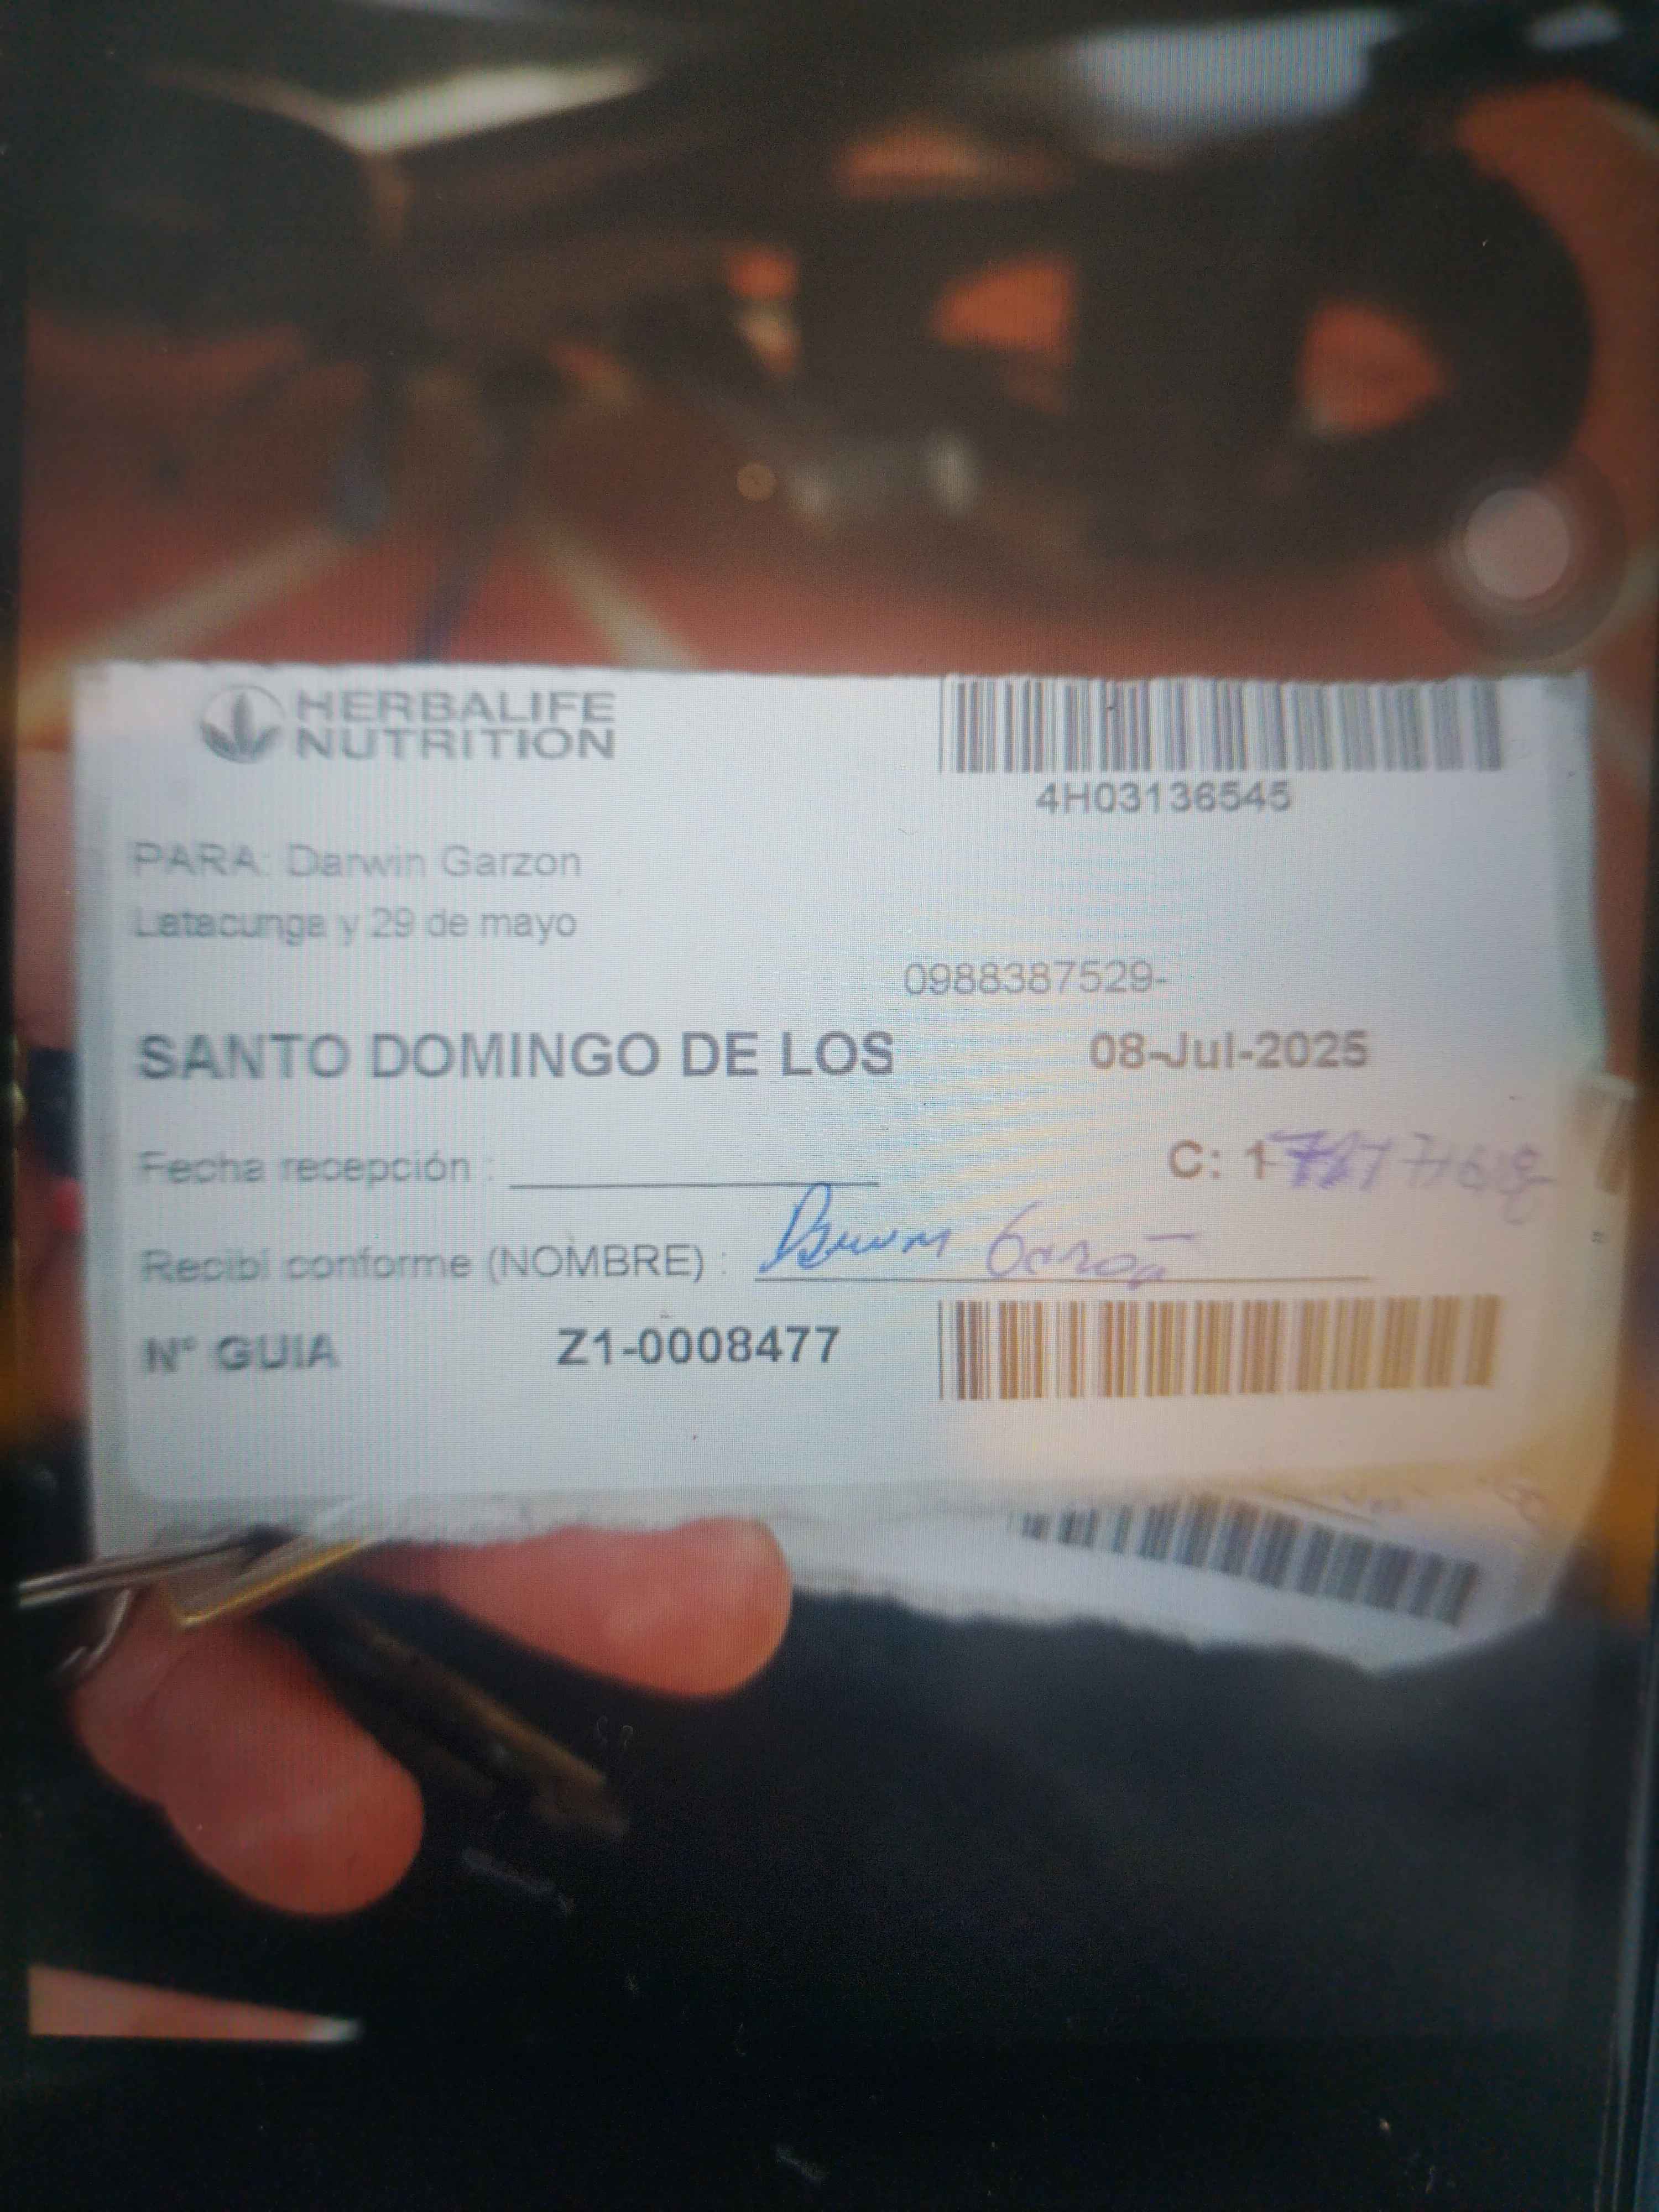 HERBALIFE
NUTRITION
4H03136545
PARA: Darwin Garzon
Latacunga y 29 de mayo
0988387529-
SANTO DOMINGO DE LOS
08-Jul-2025
Fecha recepción :
C: 1
Recibí conforme (NOMBRE) :
N° GUIA
Z1-0008477